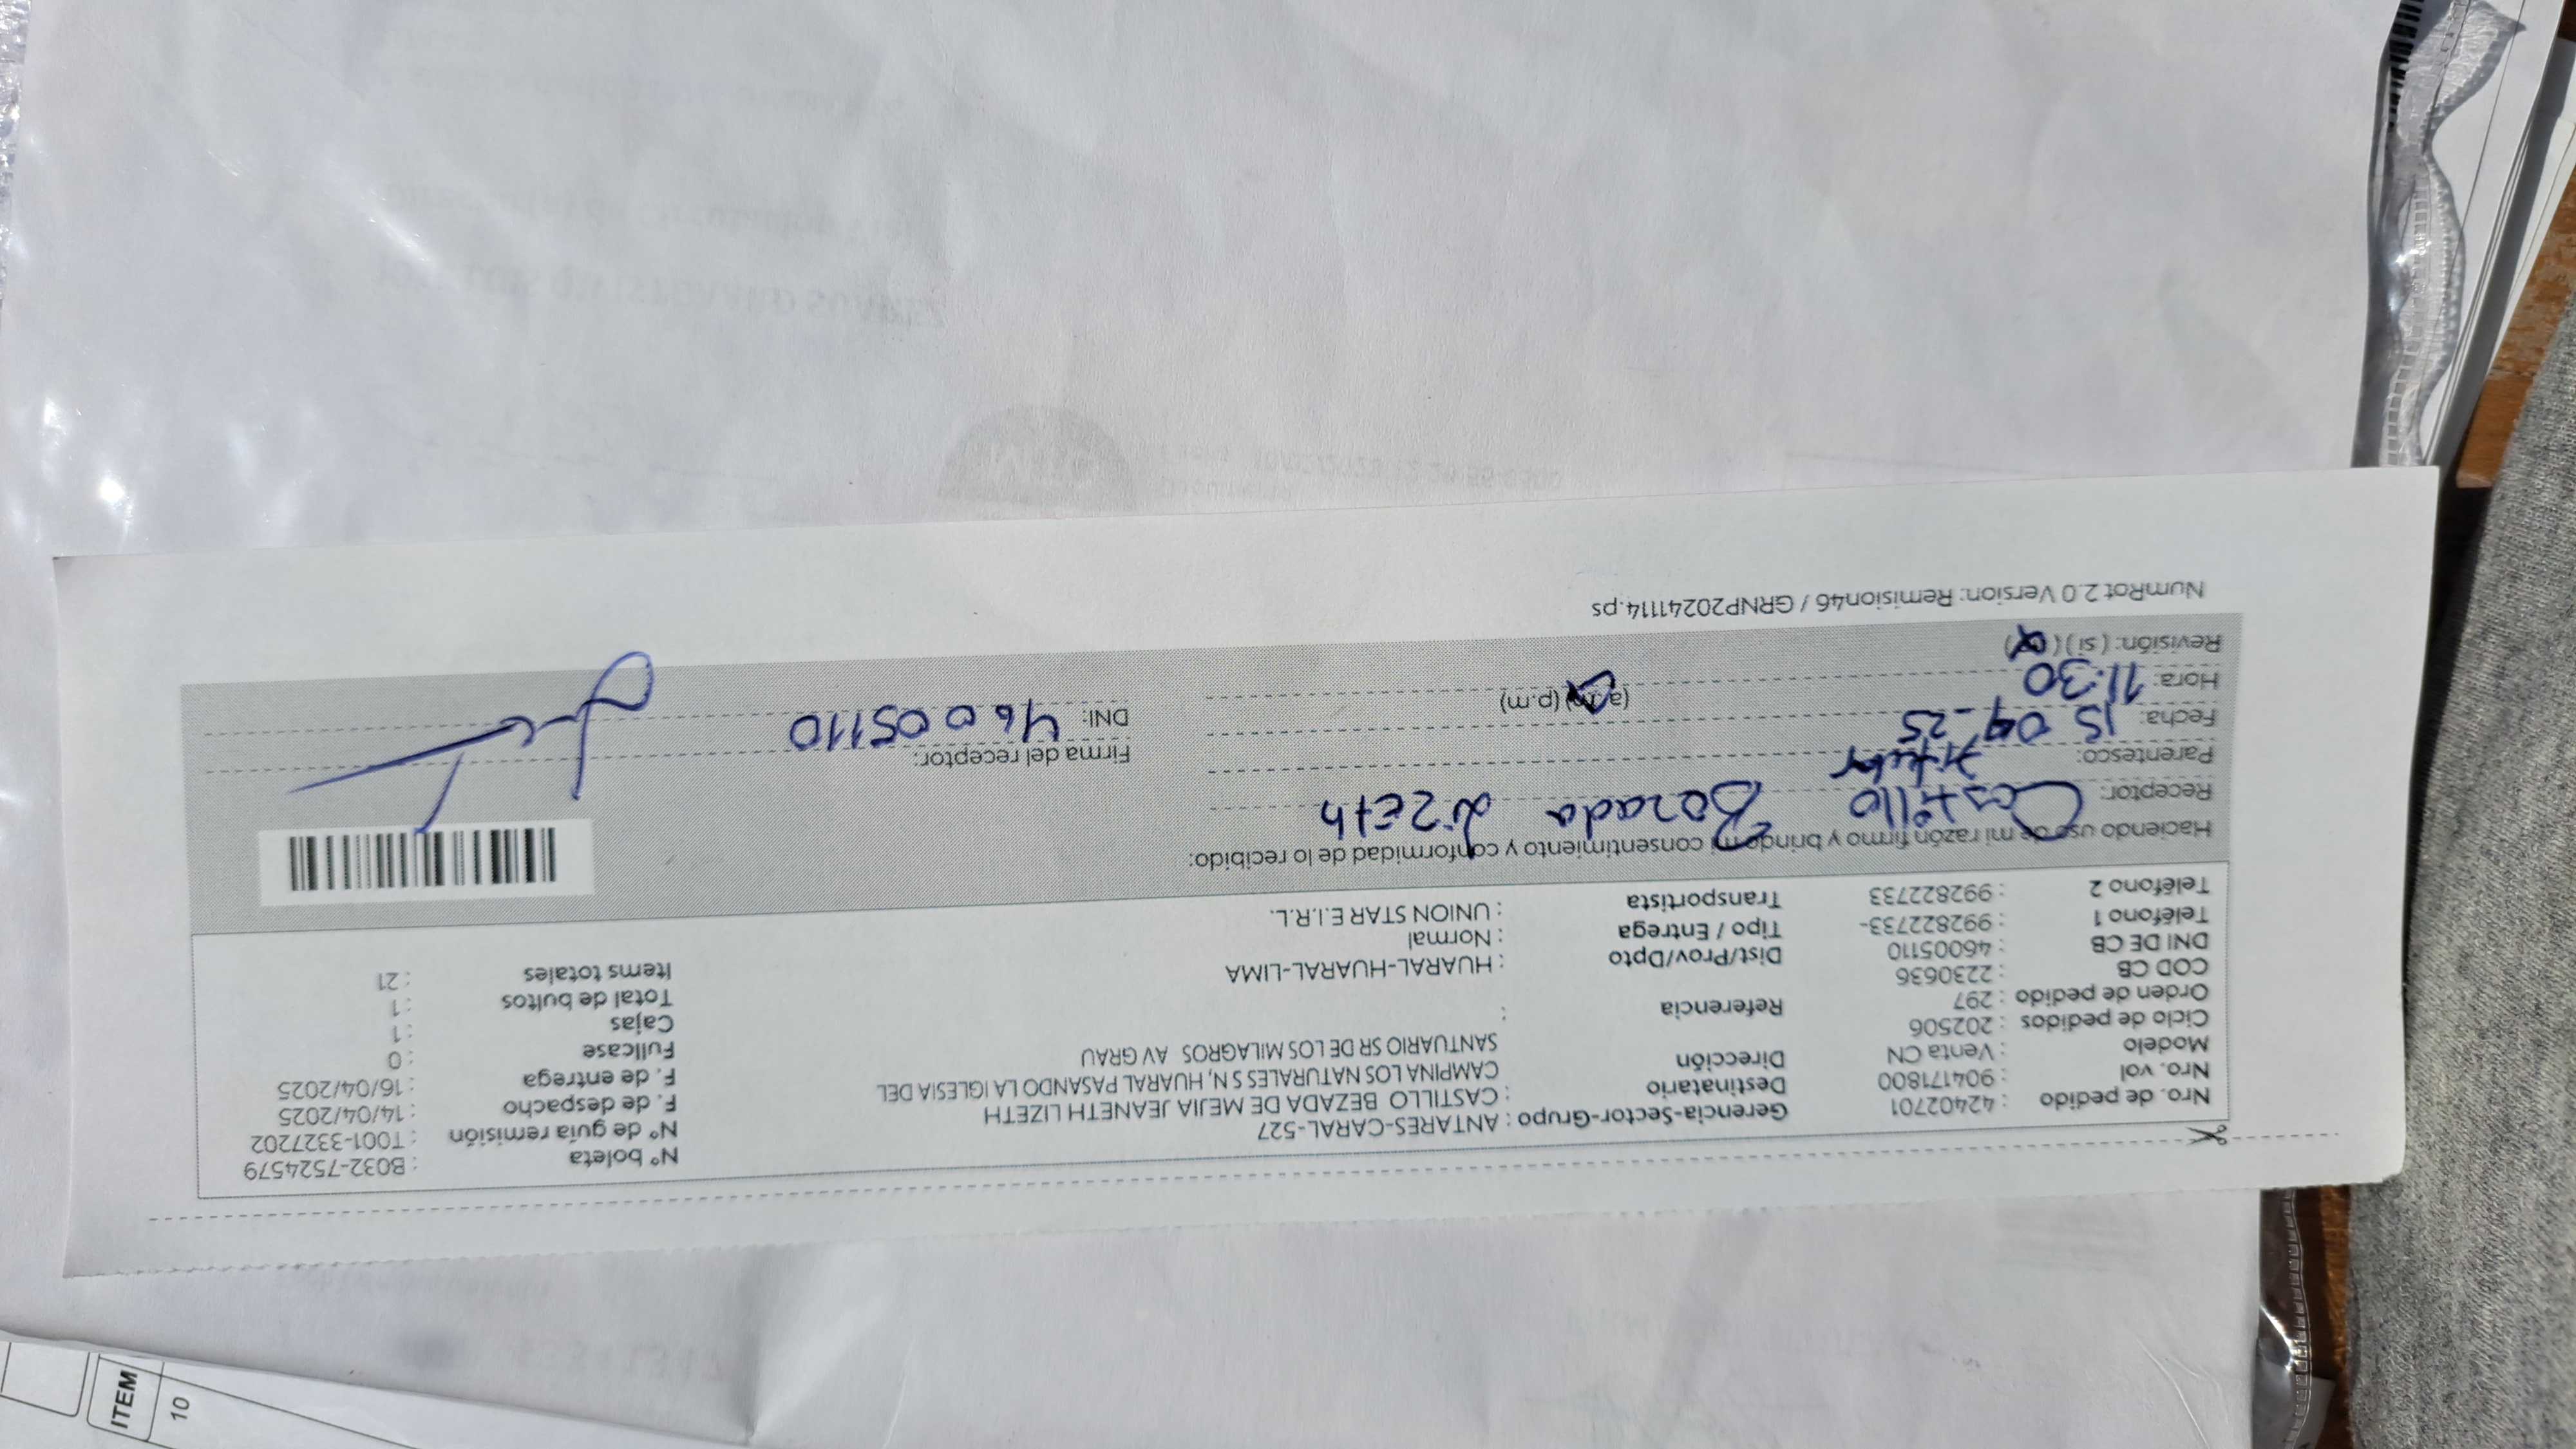 Nro. de pedido : 42402701
Nro. vol : 904171800
Modelo : Venta CN
Ciclo de pedidos : 202506
Orden de pedido : 297
COD CB : 2230636
DNI DE CB : 46005110
Teléfono 1 : 992822733-
Teléfono 2 : 992822733
Gerencia-Sector-Grupo : ANTARES-CARAL-527
Destinatario : CASTILLO BEZADA DE MEJIA JEANETH LIZETH
Dirección CAMPINA LOS NATURALES S N, HUARAL PASANDO LA IGLESIA DEL
SANTUARIO SR DE LOS MILAGROS AV GRAU
Referencia :
Dist/Prov/Dpto : HUARAL-HUARAL-LIMA
Tipo / Entrega : Normal
Transportista : UNION STAR E.I.R.L.
N° boleta : B032-7524579
N° de guía remisión : T001-3327202
F. de despacho : 14/04/2025
F. de entrega : 16/04/2025
Fullcase : 0
Cajas : 1
Total de bultos : 1
Items totales : 21
Haciendo uso de mi razón firmo y brindo mi consentimiento y conformidad de lo recibido:
Receptor: Castillo Bezada Lizeth
Parentesco: Titular
Fecha: 15 04-25
Hora: 11:30 (a.m) (p.m)
Revisión: (si) (
Firma del receptor:
DNI: 46005110
NumRot 2.0 Version: Remision46 / GRNP20241114.ps
ITEM
10